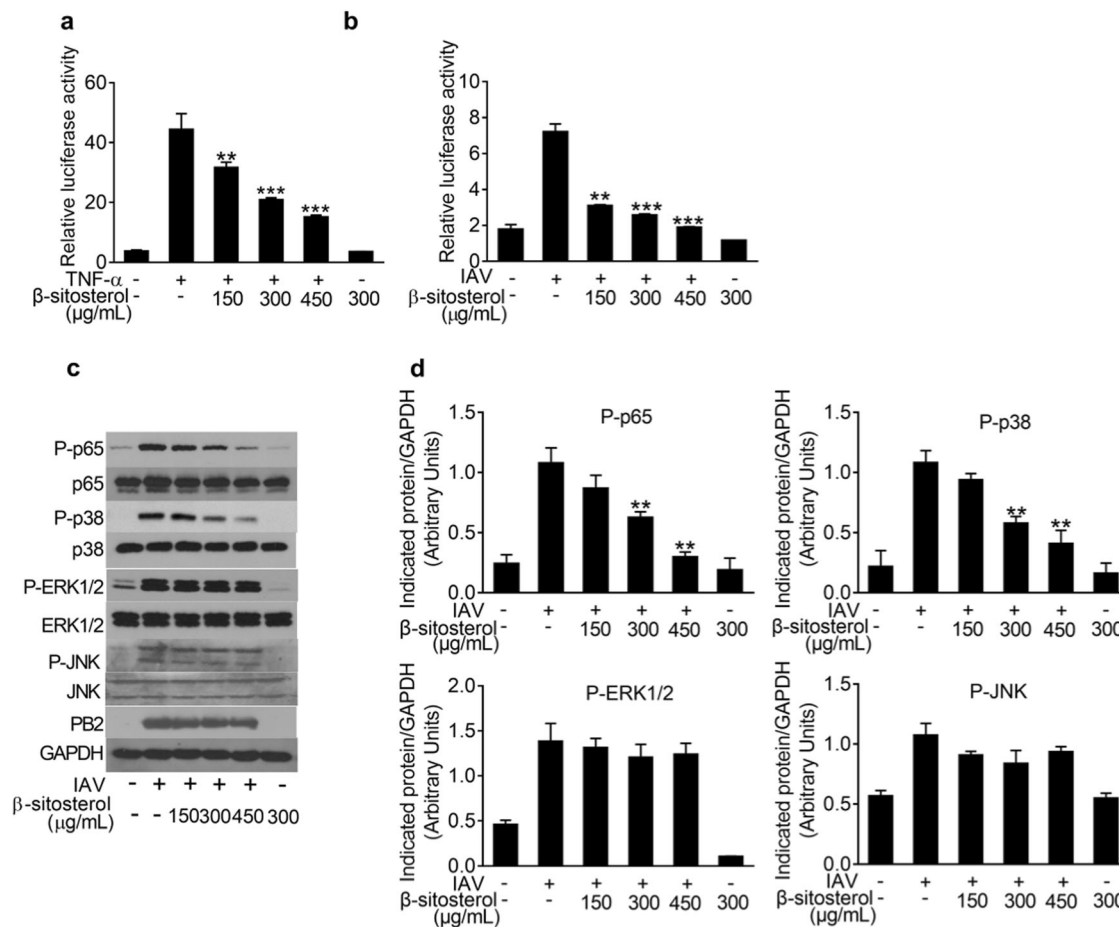 a
Relative luciferase activity
60
40
20
0
**
***
***
TNF-α - + + + + -
β-sitosterol - - 150 300 450 300
(μg/mL)
b
Relative luciferase activity
10
8
6
4
2
0
**
***
***
IAV - + + + + -
β-sitosterol - - 150 300 450 300
(μg/mL)
c
P-p65
p65
P-p38
p38
P-ERK1/2
ERK1/2
P-JNK
JNK
PB2
GAPDH
IAV - + + + + -
β-sitosterol - - 150 300 450 300
(μg/mL)
d
P-p65
Indicated protein/GAPDH
(Arbitrary Units)
1.5
1.0
0.5
0.0
**
**
IAV - + + + + -
β-sitosterol - - 150 300 450 300
(μg/mL)
P-p38
Indicated protein/GAPDH
(Arbitrary Units)
1.5
1.0
0.5
0.0
**
**
IAV - + + + + -
β-sitosterol - - 150 300 450 300
(μg/mL)
P-ERK1/2
Indicated protein/GAPDH
(Arbitrary Units)
2.0
1.5
1.0
0.5
0.0
IAV - + + + + -
β-sitosterol - - 150 300 450 300
(μg/mL)
P-JNK
Indicated protein/GAPDH
(Arbitrary Units)
1.5
1.0
0.5
0.0
IAV - + + + + -
β-sitosterol - - 150 300 450 300
(μg/mL)